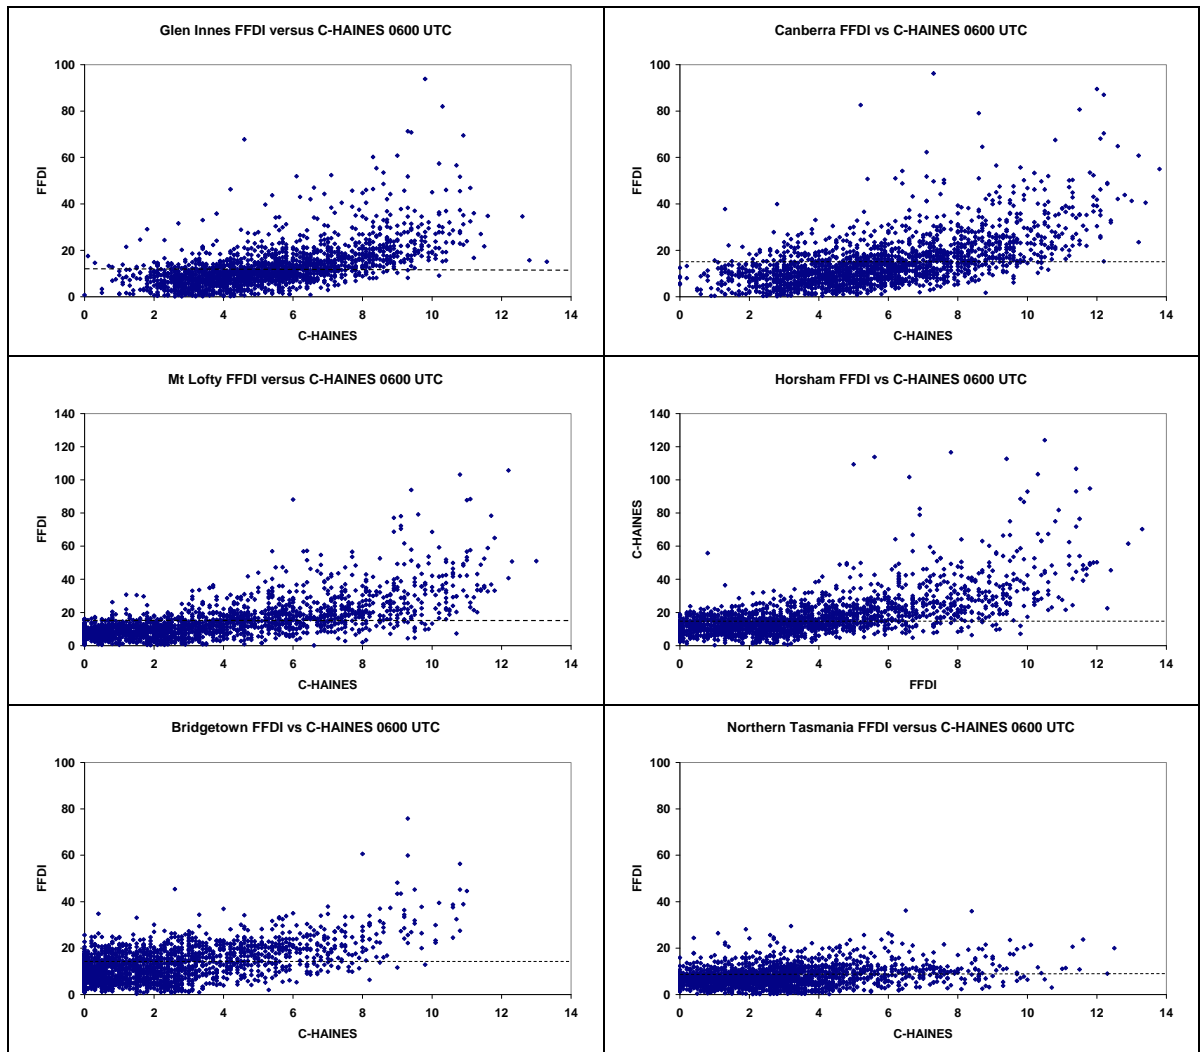 Glen Innes FFDI versus C-HAINES 0600 UTC
FFDI
100
80
60
40
20
0
0 2 4 6 8 10 12 14
C-HAINES
Canberra FFDI vs C-HAINES 0600 UTC
FFDI
100
80
60
40
20
0
0 2 4 6 8 10 12 14
C-HAINES
Mt Lofty FFDI versus C-HAINES 0600 UTC
FFDI
140
120
100
80
60
40
20
0
0 2 4 6 8 10 12 14
C-HAINES
Horsham FFDI vs C-HAINES 0600 UTC
C-HAINES
140
120
100
80
60
40
20
0
0 2 4 6 8 10 12 14
FFDI
Bridgetown FFDI vs C-HAINES 0600 UTC
FFDI
100
80
60
40
20
0
0 2 4 6 8 10 12 14
C-HAINES
Northern Tasmania FFDI versus C-HAINES 0600 UTC
FFDI
100
80
60
40
20
0
0 2 4 6 8 10 12 14
C-HAINES